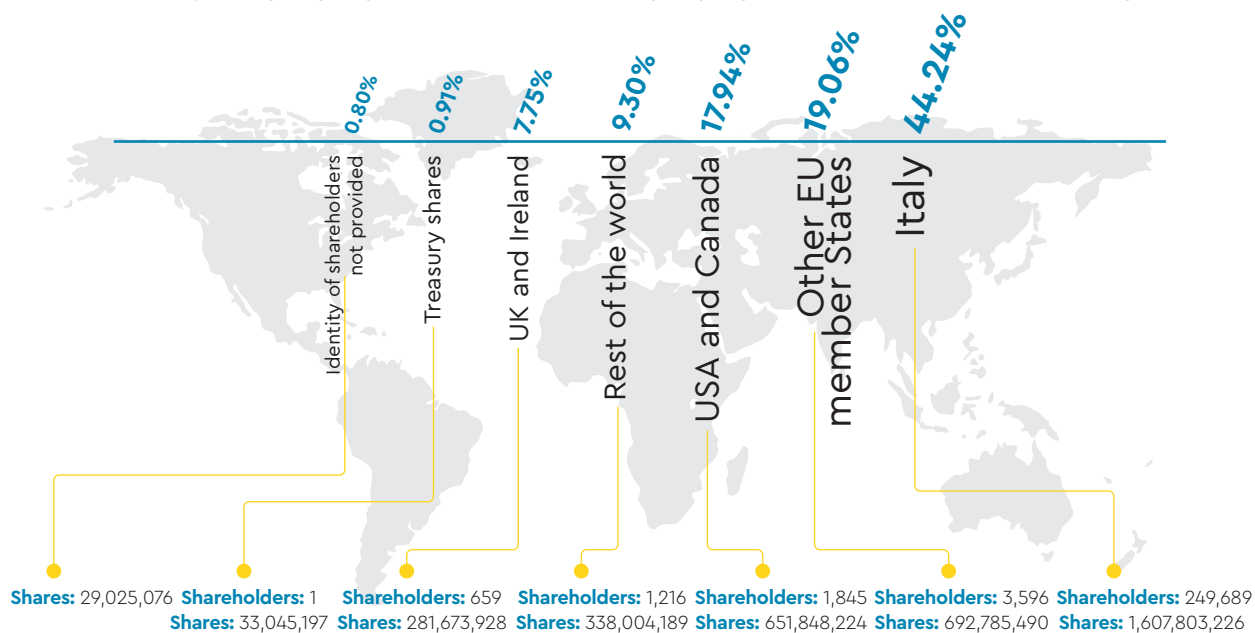 0.80%
0.91%
7.75%
9.30%
17.94%
19.06%
44.24%
Identity of shareholders
not provided
Treasury shares
UK and Ireland
Rest of the world
USA and Canada
Other EU
member States
Italy
Shares: 29,025,076
Shareholders: 1
Shares: 33,045,197
Shareholders: 659
Shares: 281,673,928
Shareholders: 1,216
Shares: 338,004,189
Shareholders: 1,845
Shares: 651,848,224
Shareholders: 3,596
Shares: 692,785,490
Shareholders: 249,689
Shares: 1,607,803,226